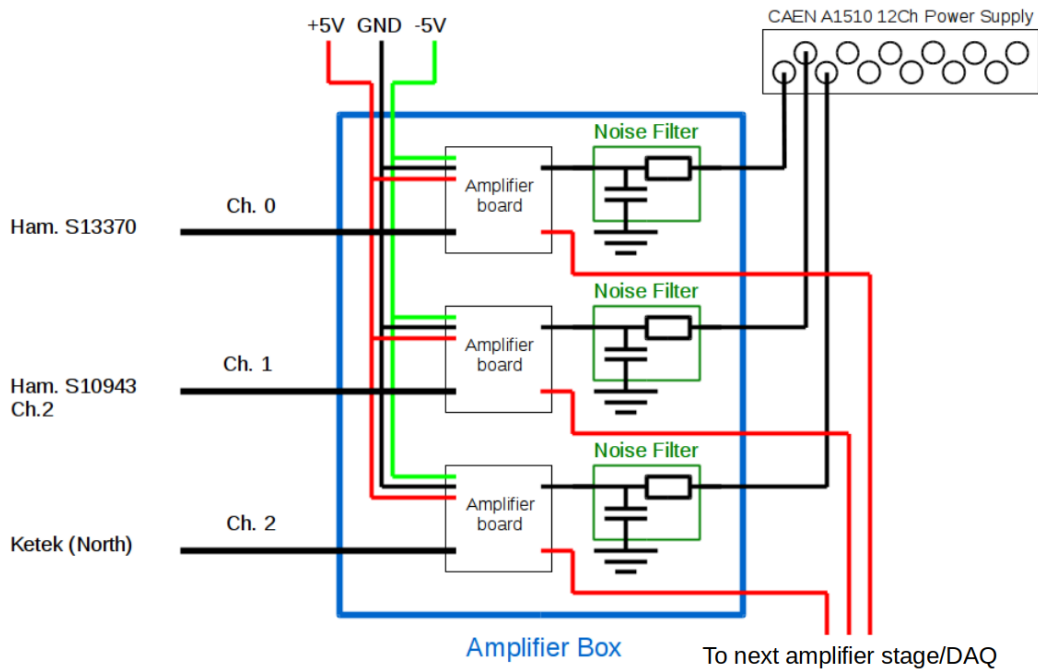 CAEN A1510 12Ch Power Supply
+5V GND -5V
Noise Filter
Amplifier
board
Ch. 0
Ham. S13370
Noise Filter
Amplifier
board
Ch. 1
Ham. S10943
Ch.2
Noise Filter
Amplifier
board
Ch. 2
Ketek (North)
Amplifier Box
To next amplifier stage/DAQ